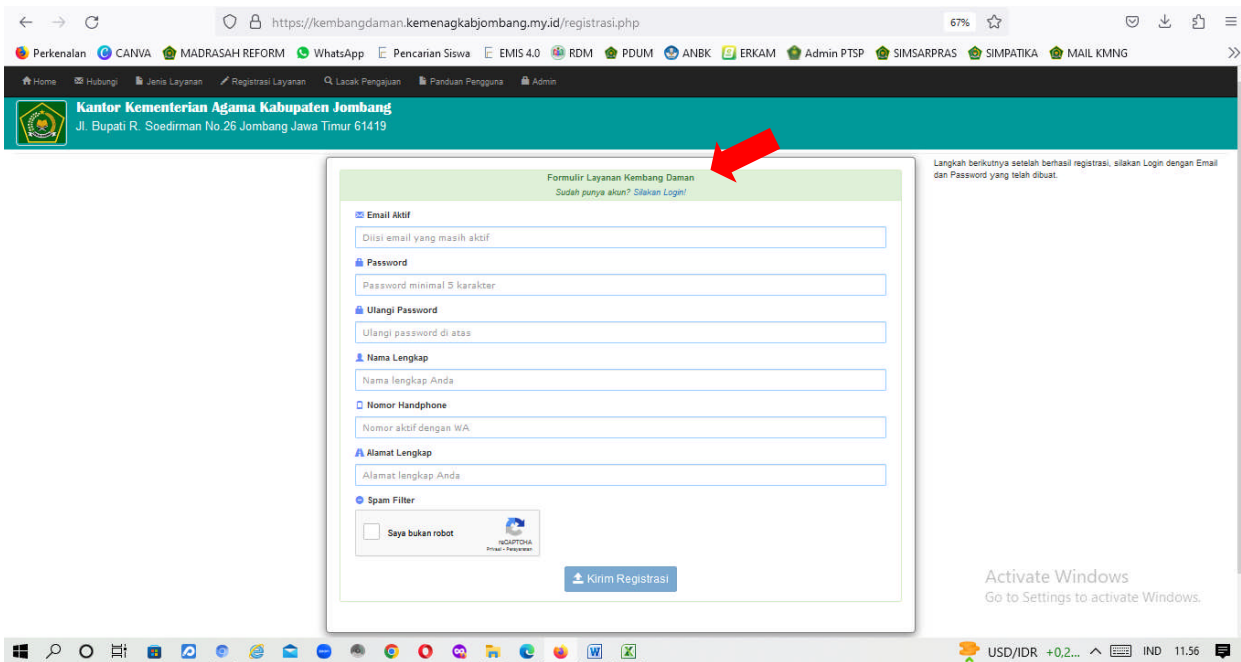 https://kembangdaman.kemenagkabjombang.my.id/registrasi.php 67%
Perkenalan CANVA MADRASAH REFORM WhatsApp Pencarian Siswa EMIS 4.0 RDM PDUM ANBK ERKAM Admin PTSP SIMSARPRAS SIMPATIKA MAIL KMNG
Home Hubungi Jenis Layanan Registrasi Layanan Lacak Pengajuan Panduan Pengguna Admin
Kantor Kementerian Agama Kabupaten Jombang
Jl. Bupati R. Soedirman No.26 Jombang Jawa Timur 61419
Formulir Layanan Kembang Daman
Sudah punya akun? Silakan Login!
Langkah berikutnya setelah berhasil registrasi, silakan Login dengan Email
dan Password yang telah dibuat.
Email Aktif
Diisi email yang masih aktif
Password
Password minimal 5 karakter
Ulangi Password
Ulangi password di atas
Nama Lengkap
Nama lengkap Anda
Nomor Handphone
Nomor aktif dengan WA
Alamat Lengkap
Alamat lengkap Anda
Spam Filter
Saya bukan robot
reCAPTCHA
Privasi - Persyaratan
Kirim Registrasi
Activate Windows
Go to Settings to activate Windows.
USD/IDR +0,2... IND 11.56